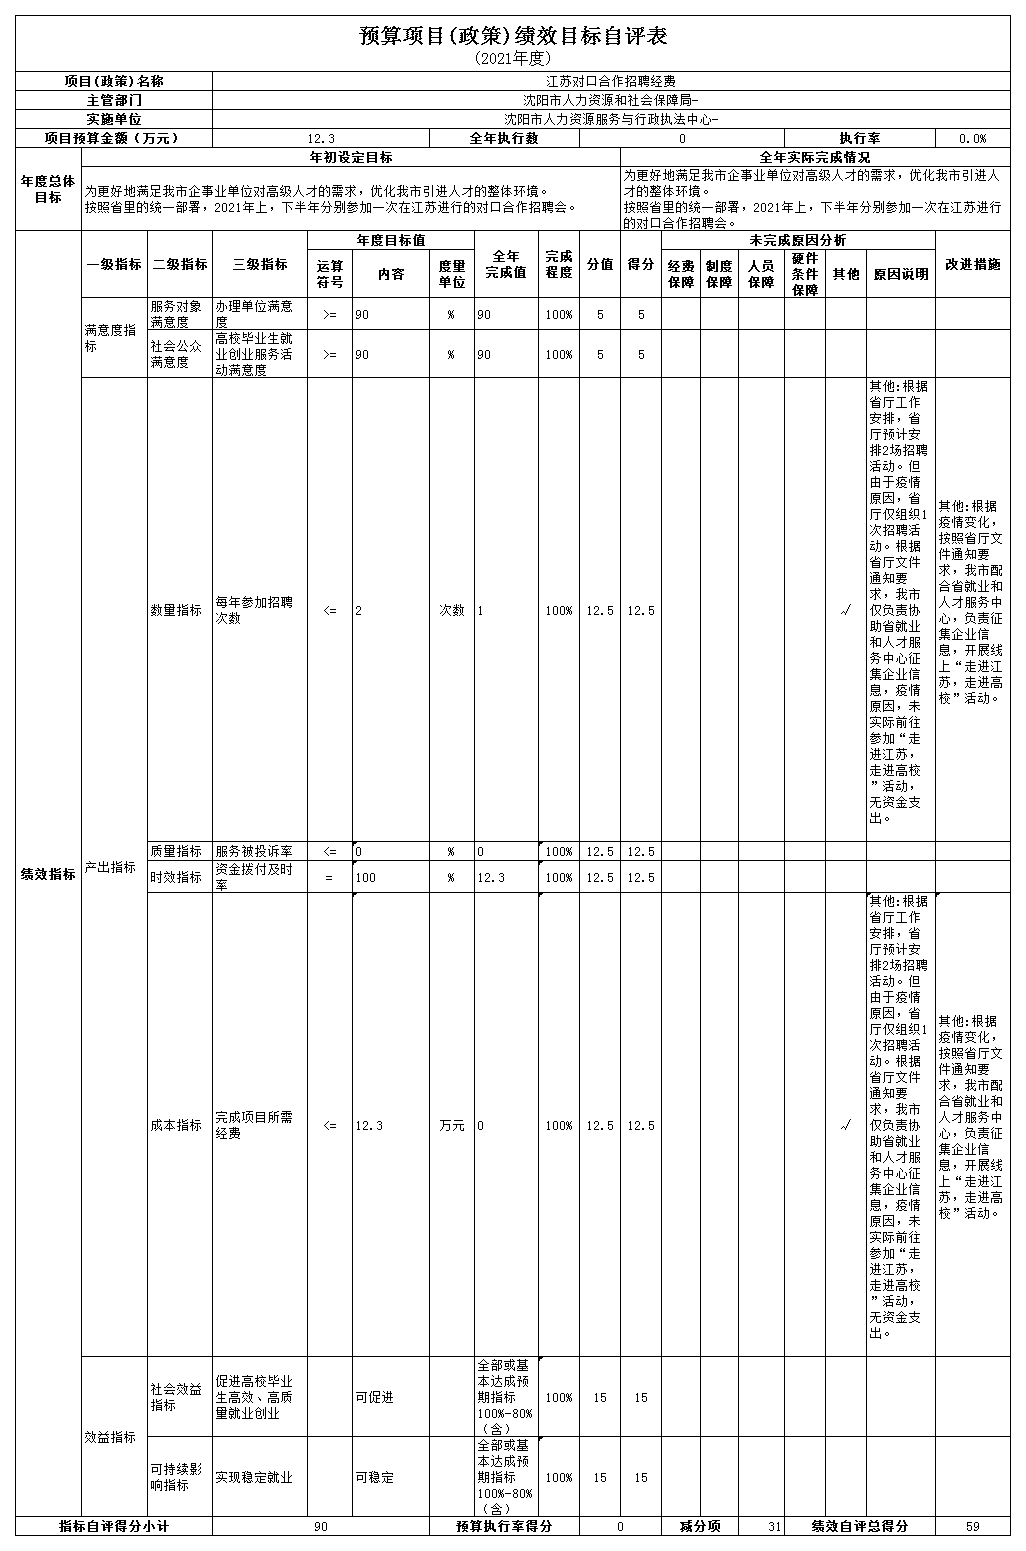 预算项目(政策)绩效目标自评表
(2021年度)
项目(政策)名称 江苏对口合作招聘经费
主管部门 沈阳市人力资源和社会保障局-
实施单位 沈阳市人力资源服务与行政执法中心-
项目预算金额(万元) 12.3 全年执行数 0 执行率 0.0%
年度总体
目标
年初设定目标 全年实际完成情况
为更好地满足我市企事业单位对高级人才的需求，优化我市引进人才的整体环境。
按照省里的统一部署，2021年上，下半年分别参加一次在江苏进行的对口合作招聘会。
为更好地满足我市企事业单位对高级人才的需求，优化我市引进人
才的整体环境。
按照省里的统一部署，2021年上，下半年分别参加一次在江苏进行
的对口合作招聘会。
绩效指标
一级指标 二级指标 三级指标
年度目标值
运算
符号
内容
度量
单位
全年
完成值
完成
程度
分值 得分
未完成原因分析
经费
保障
制度
保障
人员
保障
硬件
条件
保障
其他 原因说明
改进措施
满意度指
标
服务对象
满意度
办理单位满意
度
>= 90 % 90 100% 5 5
社会公众
满意度
高校毕业生就
业创业服务活
动满意度
>= 90 % 90 100% 5 5
产出指标
数量指标
每年参加招聘
次数
<= 2 次数 1 100% 12.5 12.5 √
其他:根据
省厅工作
安排，省
厅预计安
排2场招聘
活动。但
由于疫情
原因，省
厅仅组织1
次招聘活
动。根据
省厅文件
通知要
求，我市
仅负责协
助省就业
和人才服
务中心征
集企业信
息，疫情
原因，未
实际前往
参加“走
进江苏，
走进高校
”活动，
无资金支
出。
其他:根据
疫情变化，
按照省厅文
件通知要
求，我市配
合省就业和
人才服务中
心，负责征
集企业信
息，开展线
上“走进江
苏，走进高
校”活动。
质量指标 服务被投诉率 <= 0 % 0 100% 12.5 12.5
时效指标
资金拨付及时
率
= 100 % 12.3 100% 12.5 12.5
成本指标
完成项目所需
经费
<= 12.3 万元 0 100% 12.5 12.5 √
其他:根据
省厅工作
安排，省
厅预计安
排2场招聘
活动。但
由于疫情
原因，省
厅仅组织1
次招聘活
动。根据
省厅文件
通知要
求，我市
仅负责协
助省就业
和人才服
务中心征
集企业信
息，疫情
原因，未
实际前往
参加“走
进江苏，
走进高校
”活动，
无资金支
出。
其他:根据
疫情变化，
按照省厅文
件通知要
求，我市配
合省就业和
人才服务中
心，负责征
集企业信
息，开展线
上“走进江
苏，走进高
校”活动。
效益指标
社会效益
指标
促进高校毕业
生高效、高质
量就业创业
可促进
全部或基
本达成预
期指标
100%-80%
(含)
100% 15 15
可持续影
响指标
实现稳定就业 可稳定
全部或基
本达成预
期指标
100%-80%
(含)
100% 15 15
指标自评得分小计 90 预算执行率得分 0 减分项 31 绩效自评总得分 59